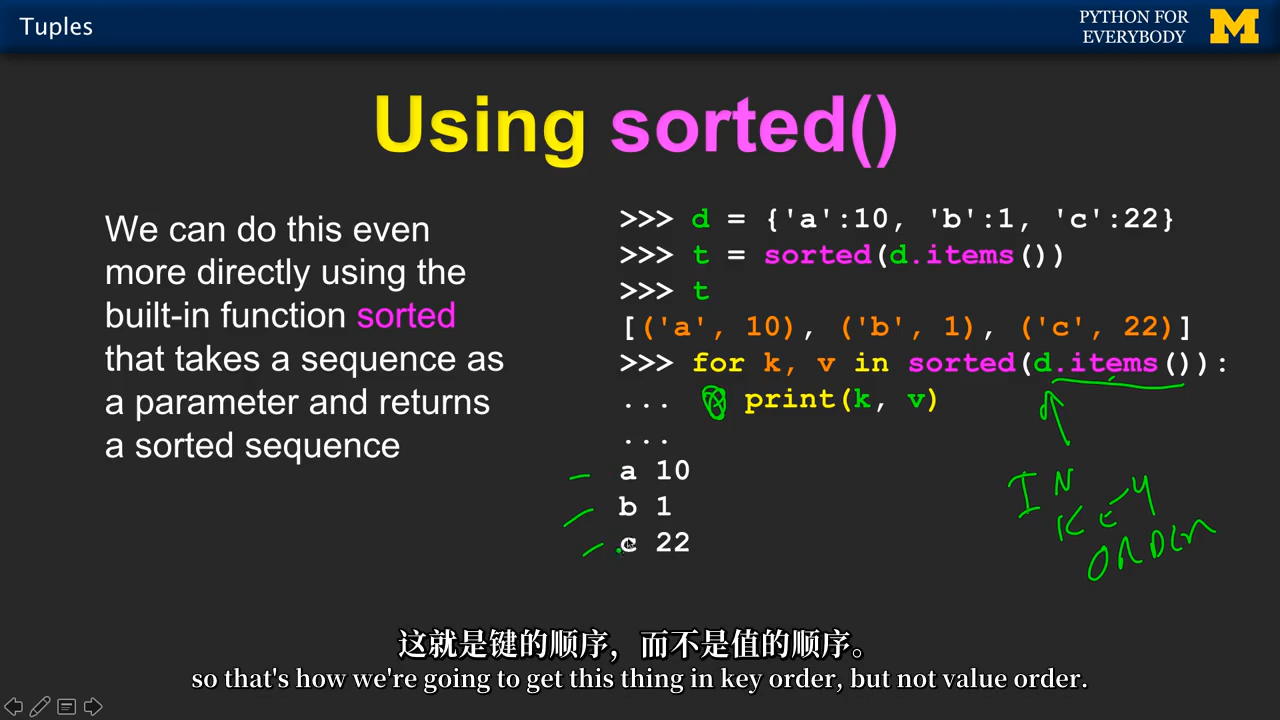 Tuples
PYTHON FOR
EVERYBODY
M
Using sorted()
We can do this even
more directly using the
built-in function sorted
that takes a sequence as
a parameter and returns
a sorted sequence
>>> d = {'a':10, 'b':1, 'c':22}
>>> t = sorted(d.items())
>>> t
[('a', 10), ('b', 1), ('c', 22)]
>>> for k, v in sorted(d.items()):
... print(k, v)
...
a 10
b 1
c 22
IN
KEY
ORDER
这就是键的顺序，而不是值的顺序。
so that's how we're going to get this thing in key order, but not value order.